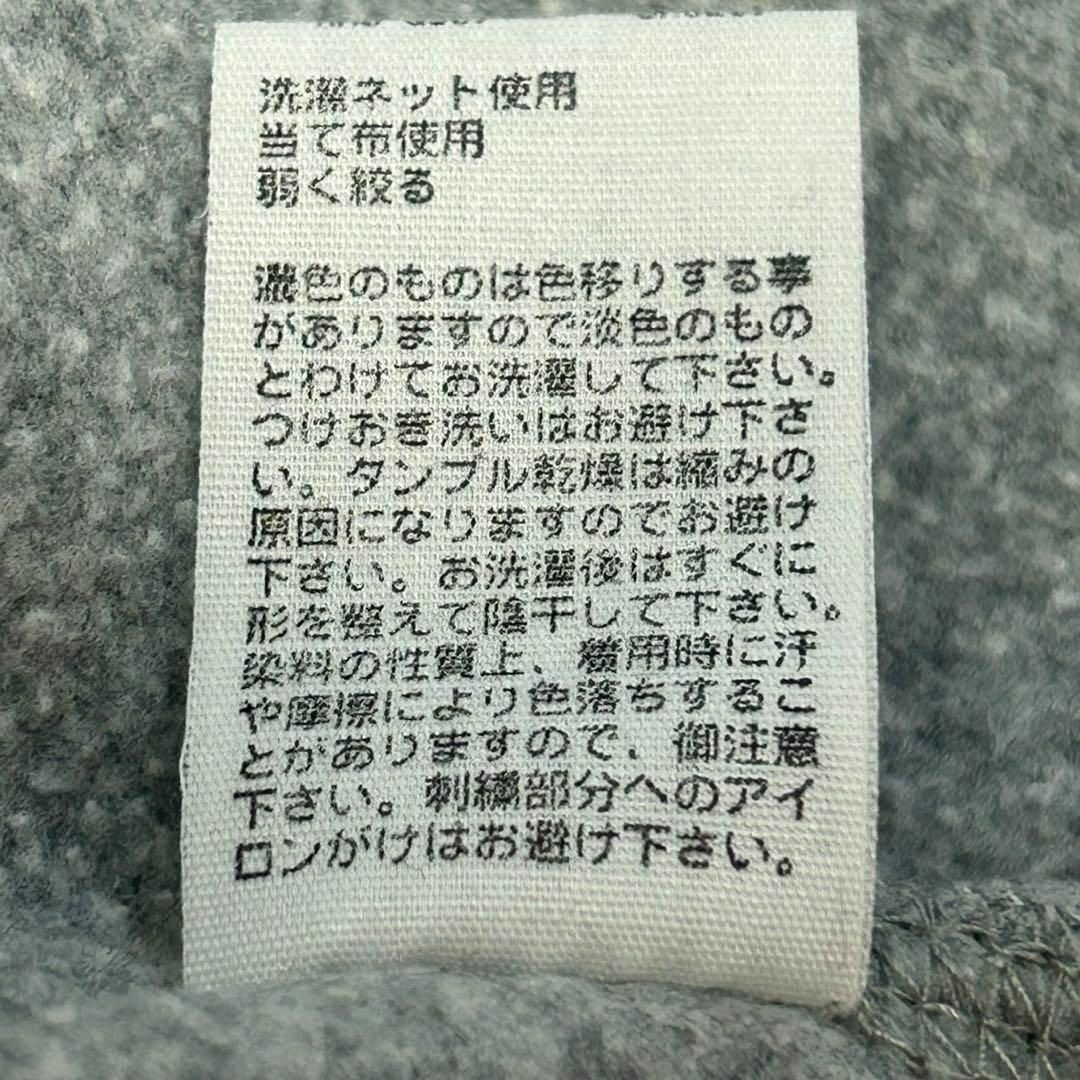 洗濯ネット使用
当て布使用
弱く絞る
濃色のものは色移りする事
がありますので淡色のもの
とわけてお洗濯して下さい。
つけおき洗いはお避け下さ
い。タンブル乾燥は縮みの
原因になりますのでお避け
下さい。お洗濯後はすぐに
形を整えて陰干して下さい。
染料の性質上、着用時に汗
や摩擦により色落ちするこ
とがありますので、御注意
下さい。刺繍部分へのアイ
ロンがけはお避け下さい。